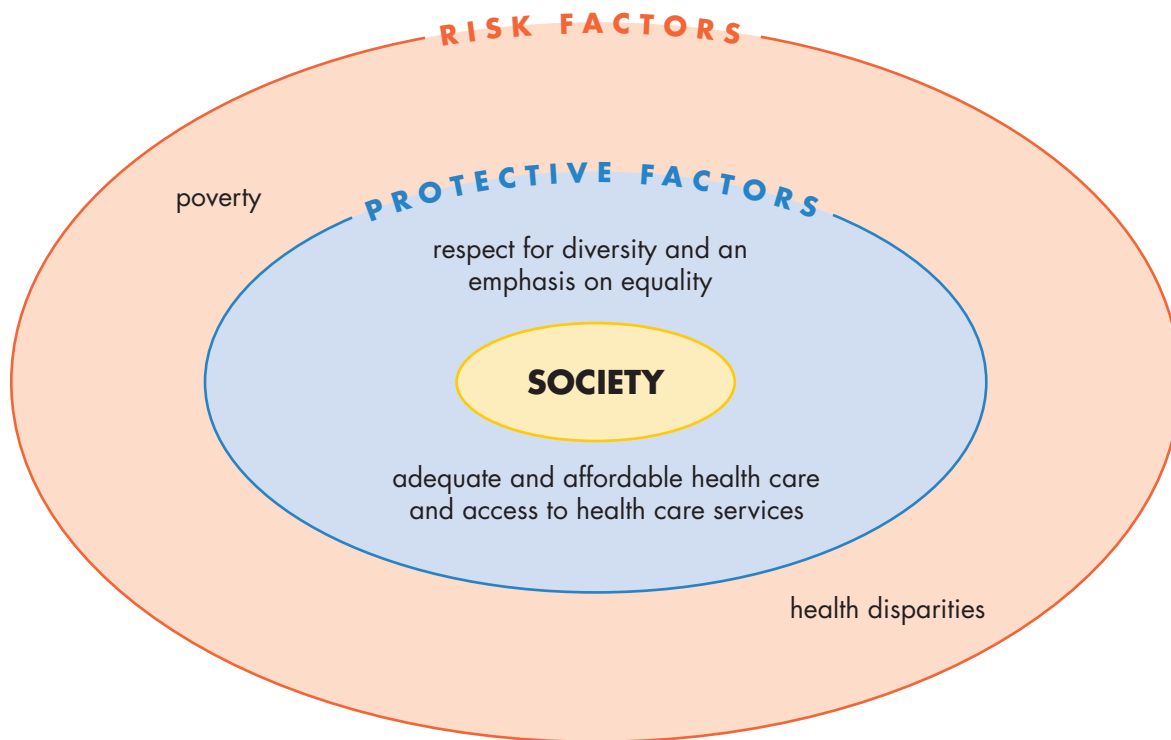 RISK FACTORS
PROTECTIVE FACTORS
poverty
respect for diversity and an
emphasis on equality
SOCIETY
adequate and affordable health care
and access to health care services
health disparities